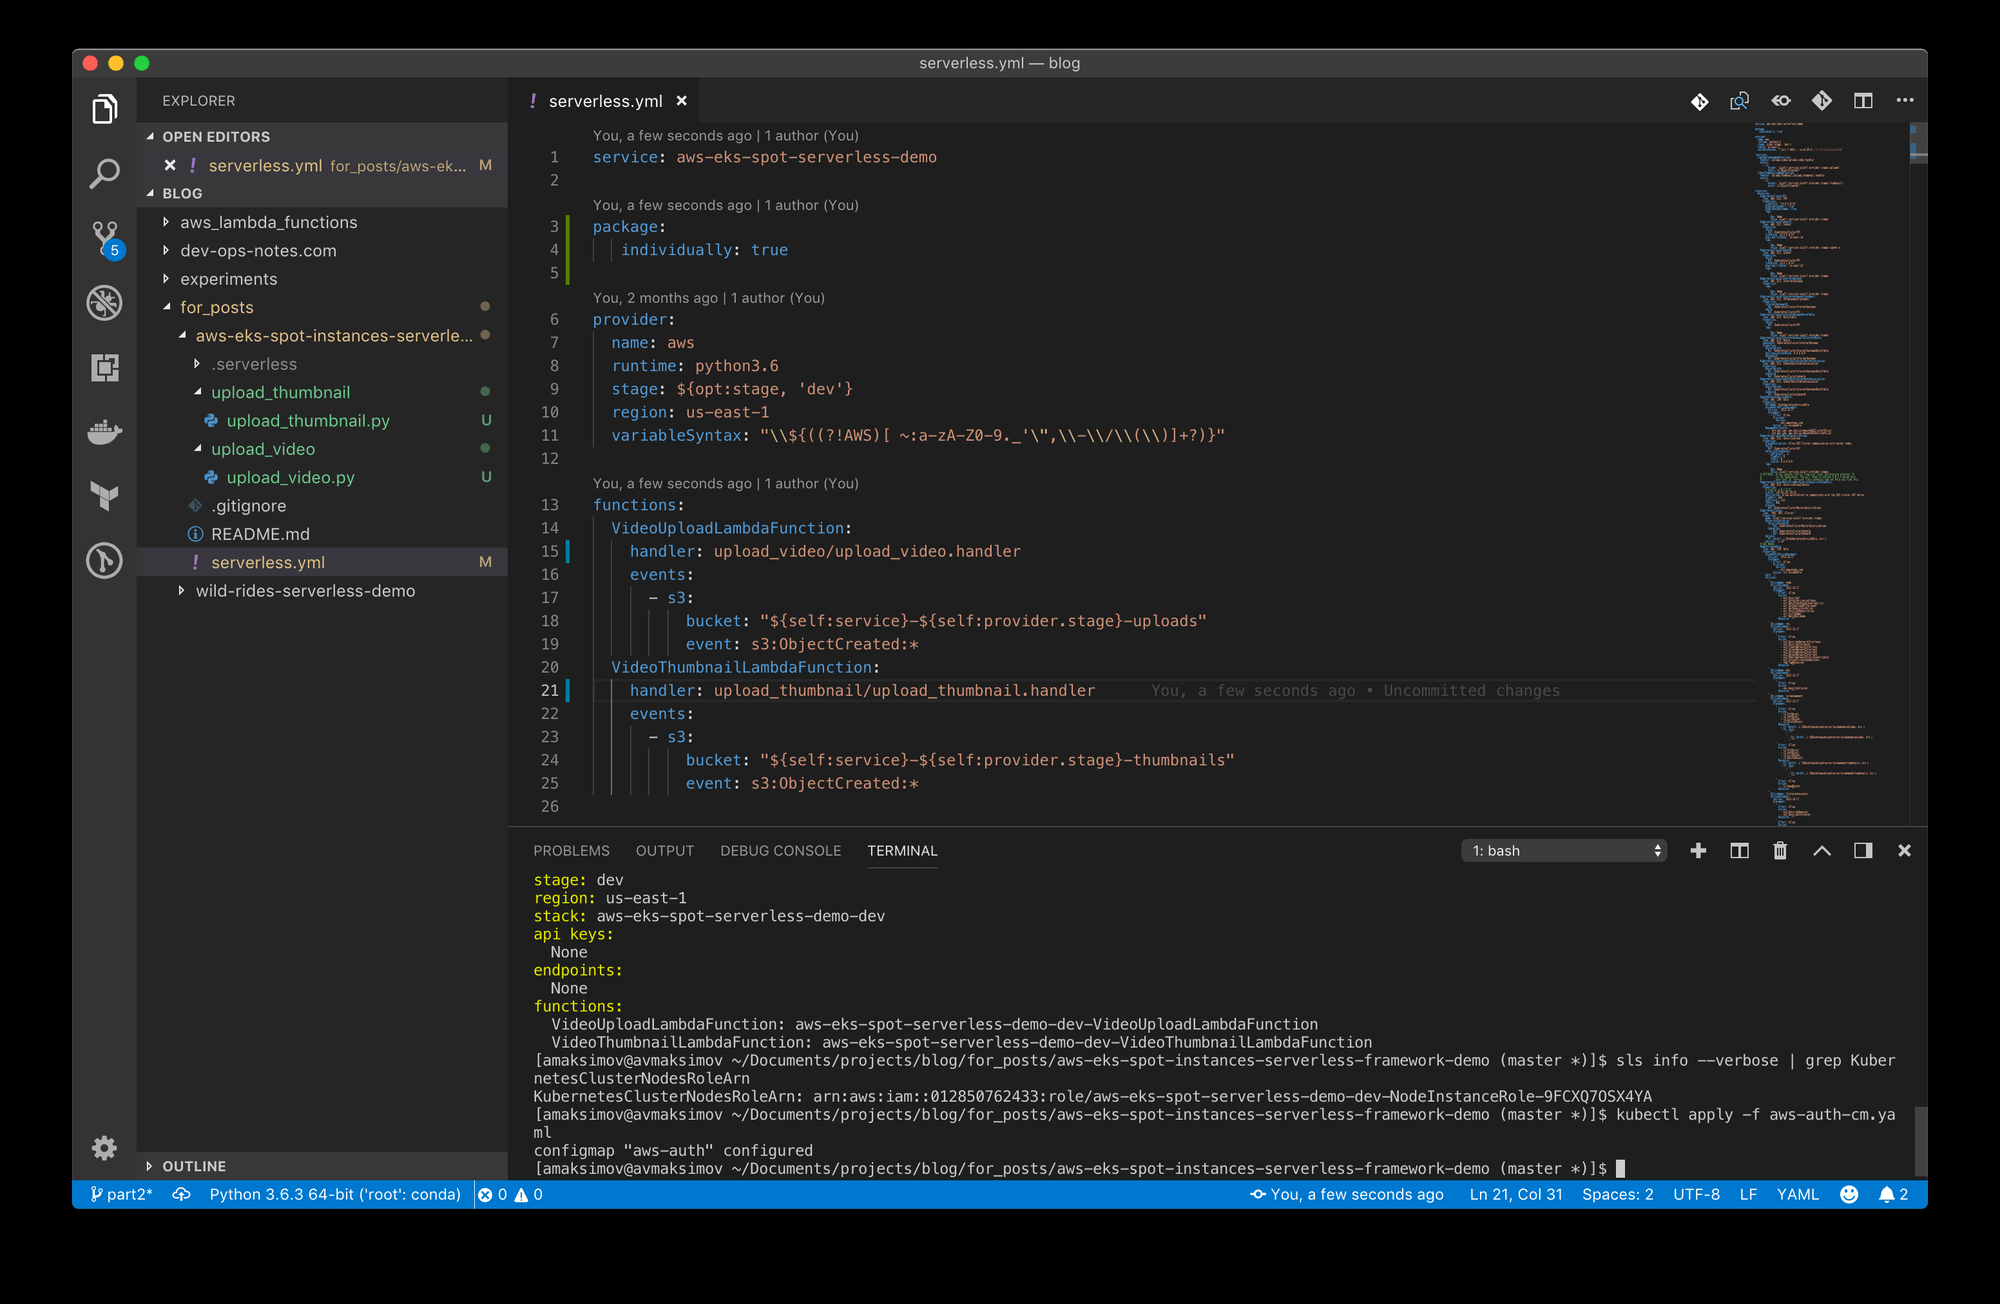 serverless.yml — blog
EXPLORER
OPEN EDITORS
serverless.yml for_posts/aws-ek... M
BLOG
aws_lambda_functions
dev-ops-notes.com
experiments
for_posts
aws-eks-spot-instances-serverle...
.serverless
upload_thumbnail
upload_thumbnail.py U
upload_video
upload_video.py U
.gitignore
README.md
serverless.yml M
wild-rides-serverless-demo
OUTLINE
5
serverless.yml
You, a few seconds ago | 1 author (You)
1 service: aws-eks-spot-serverless-demo
2
You, a few seconds ago | 1 author (You)
3 package:
4 individually: true
5
You, 2 months ago | 1 author (You)
6 provider:
7 name: aws
8 runtime: python3.6
9 stage: ${opt:stage, 'dev'}
10 region: us-east-1
11 variableSyntax: "\\${((?!AWS)[ ~:a-zA-Z0-9._'\",\\-\\/\\(\\)]+?)}"
12
You, a few seconds ago | 1 author (You)
13 functions:
14 VideoUploadLambdaFunction:
15 handler: upload_video/upload_video.handler
16 events:
17 - s3:
18 bucket: "${self:service}-${self:provider.stage}-uploads"
19 event: s3:ObjectCreated:*
20 VideoThumbnailLambdaFunction:
21 handler: upload_thumbnail/upload_thumbnail.handler You, a few seconds ago • Uncommitted changes
22 events:
23 - s3:
24 bucket: "${self:service}-${self:provider.stage}-thumbnails"
25 event: s3:ObjectCreated:*
26
PROBLEMS OUTPUT DEBUG CONSOLE TERMINAL 1: bash
stage: dev
region: us-east-1
stack: aws-eks-spot-serverless-demo-dev
api keys:
None
endpoints:
None
functions:
VideoUploadLambdaFunction: aws-eks-spot-serverless-demo-dev-VideoUploadLambdaFunction
VideoThumbnailLambdaFunction: aws-eks-spot-serverless-demo-dev-VideoThumbnailLambdaFunction
[amaksimov@avmaksimov ~/Documents/projects/blog/for_posts/aws-eks-spot-instances-serverless-framework-demo (master *)]$ sls info --verbose | grep Kuber
netesClusterNodesRoleArn
KubernetesClusterNodesRoleArn: arn:aws:iam::012850762433:role/aws-eks-spot-serverless-demo-dev-NodeInstanceRole-9FCXQ7OSX4YA
[amaksimov@avmaksimov ~/Documents/projects/blog/for_posts/aws-eks-spot-instances-serverless-framework-demo (master *)]$ kubectl apply -f aws-auth-cm.ya
ml
configmap "aws-auth" configured
[amaksimov@avmaksimov ~/Documents/projects/blog/for_posts/aws-eks-spot-instances-serverless-framework-demo (master *)]$
part2* Python 3.6.3 64-bit ('root': conda) 0 0 You, a few seconds ago Ln 21, Col 31 Spaces: 2 UTF-8 LF YAML 2